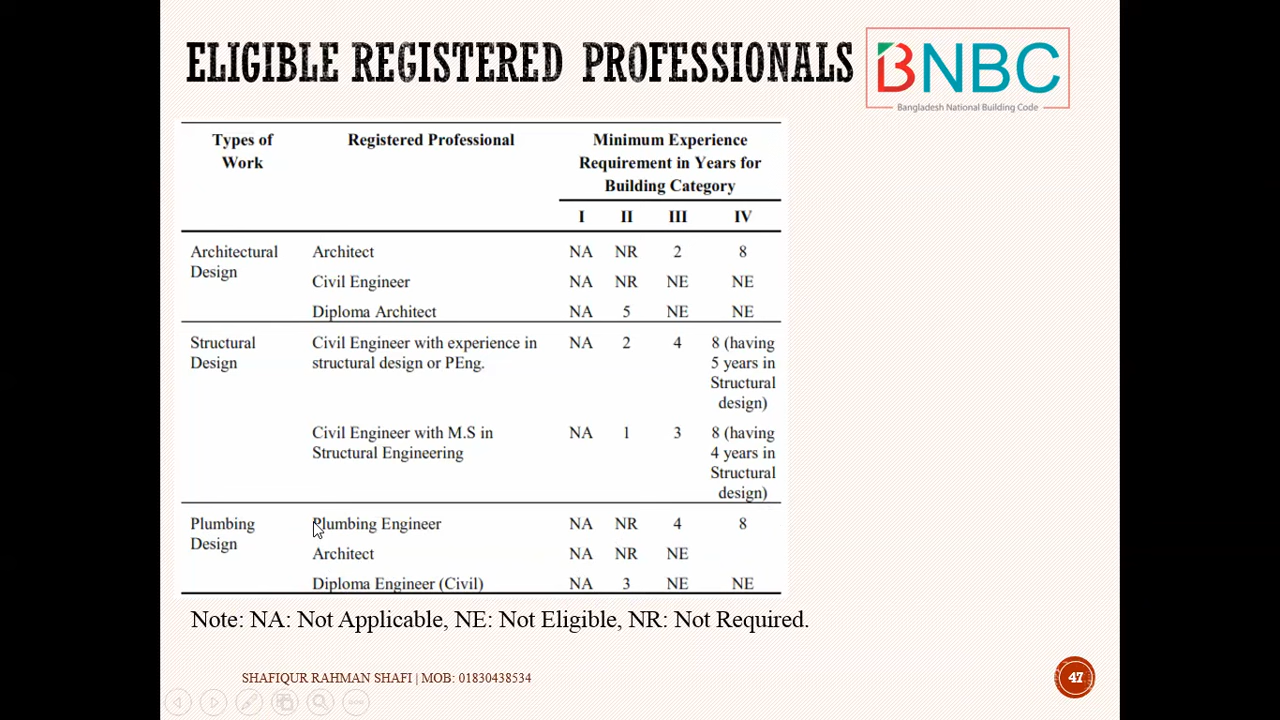 ELIGIBLE REGISTERED PROFESSIONALS
BNBC
Bangladesh National Building Code
Types of Work Registered Professional Minimum Experience Requirement in Years for Building Category
I II III IV
Architectural Design Architect NA NR 2 8
Civil Engineer NA NR NE NE
Diploma Architect NA 5 NE NE
Structural Design Civil Engineer with experience in structural design or PEng. NA 2 4 8 (having 5 years in Structural design)
Civil Engineer with M.S in Structural Engineering NA 1 3 8 (having 4 years in Structural design)
Plumbing Design Plumbing Engineer NA NR 4 8
Architect NA NR NE
Diploma Engineer (Civil) NA 3 NE NE
Note: NA: Not Applicable, NE: Not Eligible, NR: Not Required.
SHAFIQUR RAHMAN SHAFI | MOB: 01830438534
47